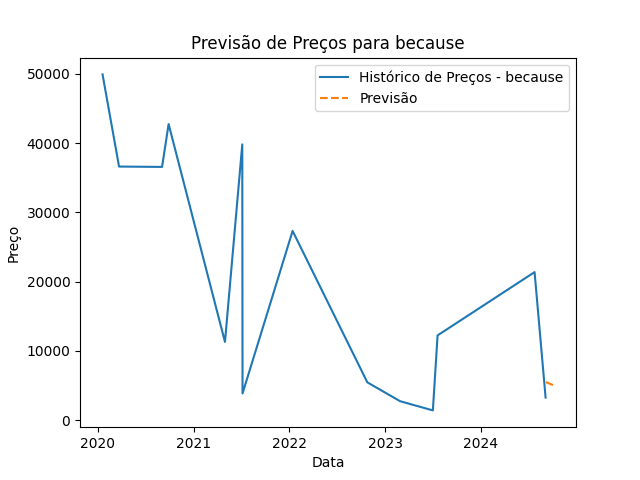 Previsão de Preços para because
Histórico de Preços - because
Previsão
Preço
50000
40000
30000
20000
10000
0
2020
2021
2022
2023
2024
Data